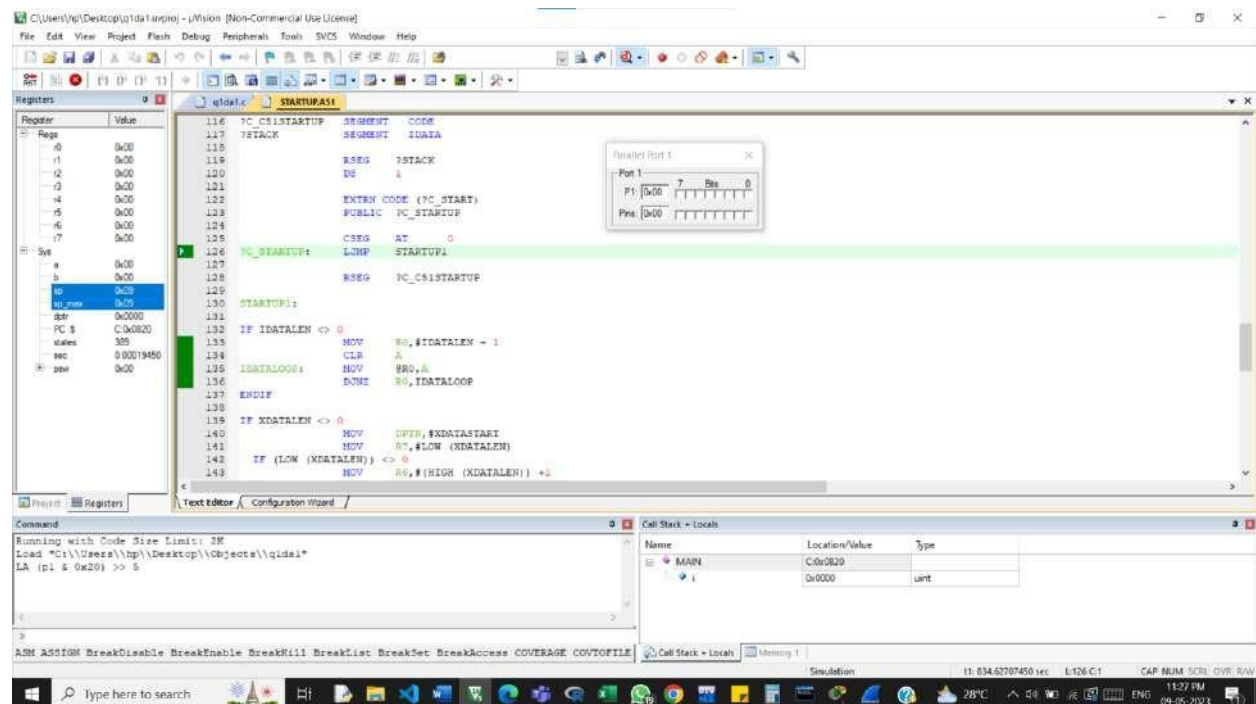 C:\Users\hp\Desktop\q1da1.uvproj - µVision [Non-Commercial Use License]
File Edit View Project Flash Debug Peripherals Tools SVCS Window Help
Registers
q1da1.c STARTUP.A51
Register Value
Regs
r0 0x00
r1 0x00
r2 0x00
r3 0x00
r4 0x00
r5 0x00
r6 0x00
r7 0x00
Sys
a 0x00
b 0x00
sp 0x09
sp_max 0x09
dptr 0x0000
PC $ C:0x0820
states 389
sec 0.00019450
psw 0x00
116 ?C_C51STARTUP SEGMENT CODE
117 ?STACK SEGMENT IDATA
118
119 RSEG ?STACK
120 DS 1
121
122 EXTRN CODE (?C_START)
123 PUBLIC ?C_STARTUP
124
125 CSEG AT 0
126 ?C_STARTUP: LJMP STARTUP1
127
128 RSEG ?C_C51STARTUP
129
130 STARTUP1:
131
132 IF IDATALEN <> 0
133 MOV R0,#IDATALEN - 1
134 CLR A
135 IDATALOOP: MOV @R0,A
136 DJNZ R0,IDATALOOP
137 ENDIF
138
139 IF XDATALEN <> 0
140 MOV DPTR,#XDATASTART
141 MOV R7,#LOW (XDATALEN)
142 IF (LOW (XDATALEN)) <> 0
143 MOV R6,#(HIGH (XDATALEN)) +1
Parallel Port 1
Port 1
7 Bits 0
P1: 0x00
Pins: 0x00
Project Registers
Text Editor Configuration Wizard
Command
Running with Code Size Limit: 2K
Load "C:\\Users\\hp\\Desktop\\Objects\\q1da1"
LA (p1 & 0x20) >> 5
>
ASM ASSIGN BreakDisable BreakEnable BreakKill BreakList BreakSet BreakAccess COVERAGE COVTOFILE
Call Stack + Locals
Name Location/Value Type
MAIN C:0x0820
i 0x0000 uint
Call Stack + Locals Memory 1
Simulation t1: 834.62707450 sec L:126 C:1 CAP NUM SCRL OVR R/W
Type here to search
19
28°C
ENG
11:27 PM
09-05-2023